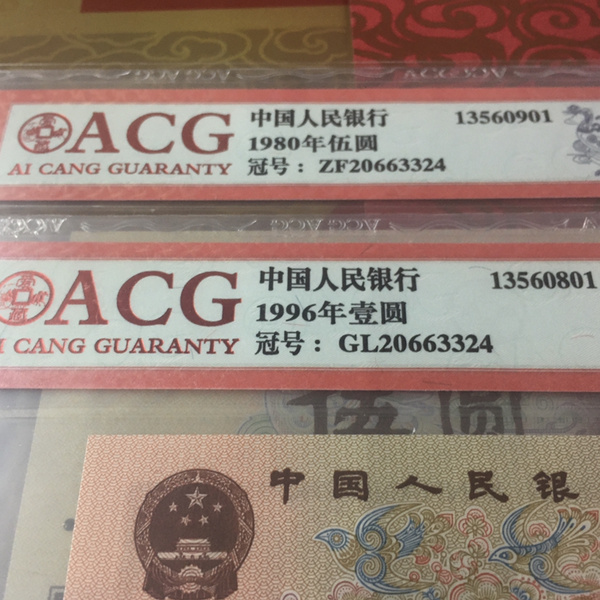 ACG ACG
ACG
AI CANG GUARANTY
中国人民银行
1980年伍圆
冠号：ZF20663324
13560901
ACG
CANG GUARANTY
中国人民银行
1996年壹圆
冠号：GL20663324
13560801
伍圆
中国人民银